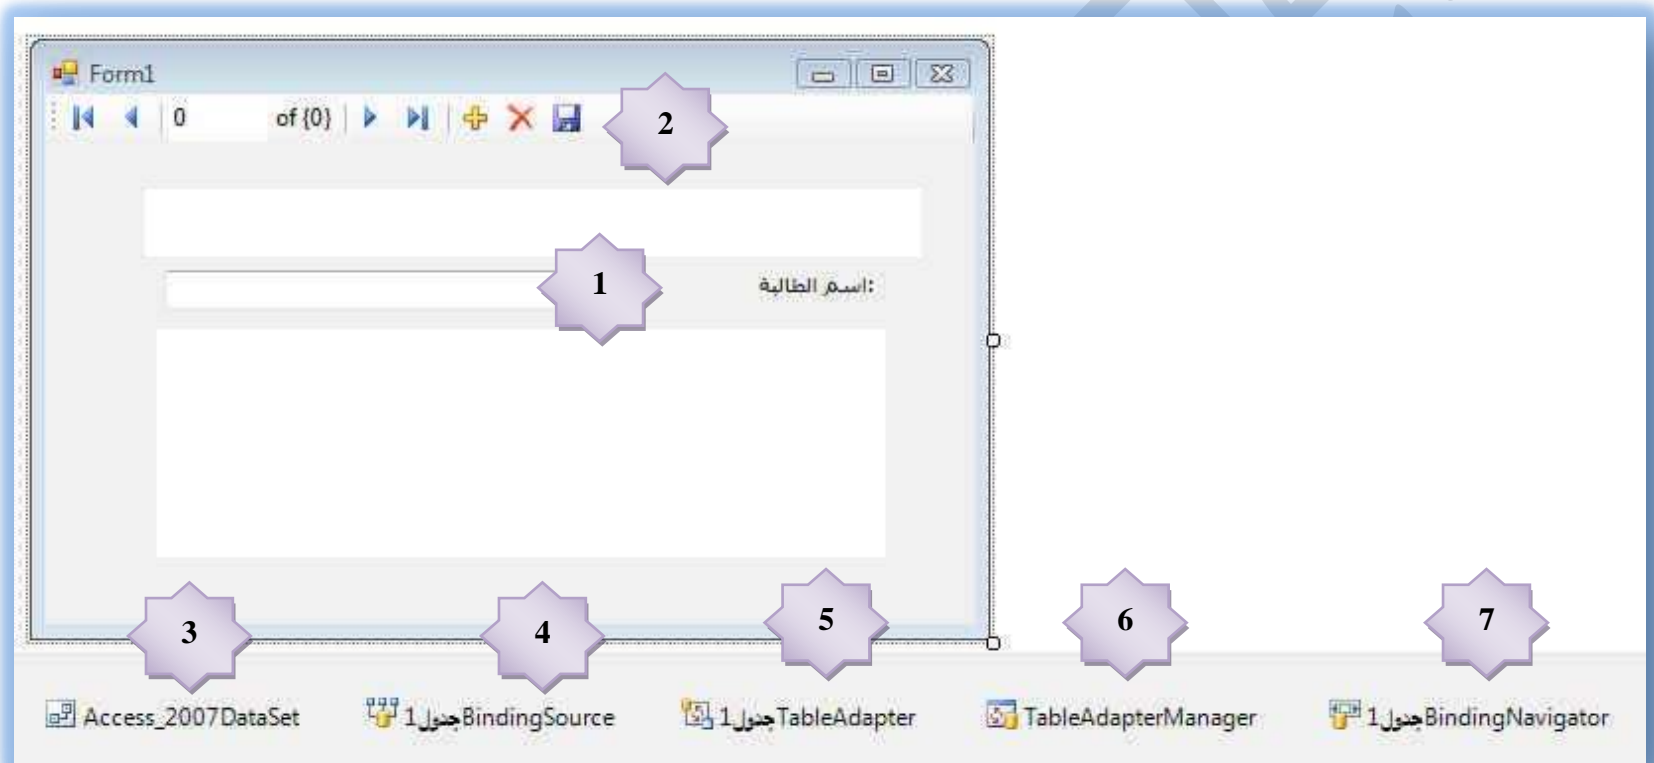 Form1
0 of {0}
2
1
اسم الطالبة:
3
4
5
6
7
Access_2007DataSet
جدول1BindingSource
جدول1TableAdapter
TableAdapterManager
جدول1BindingNavigator